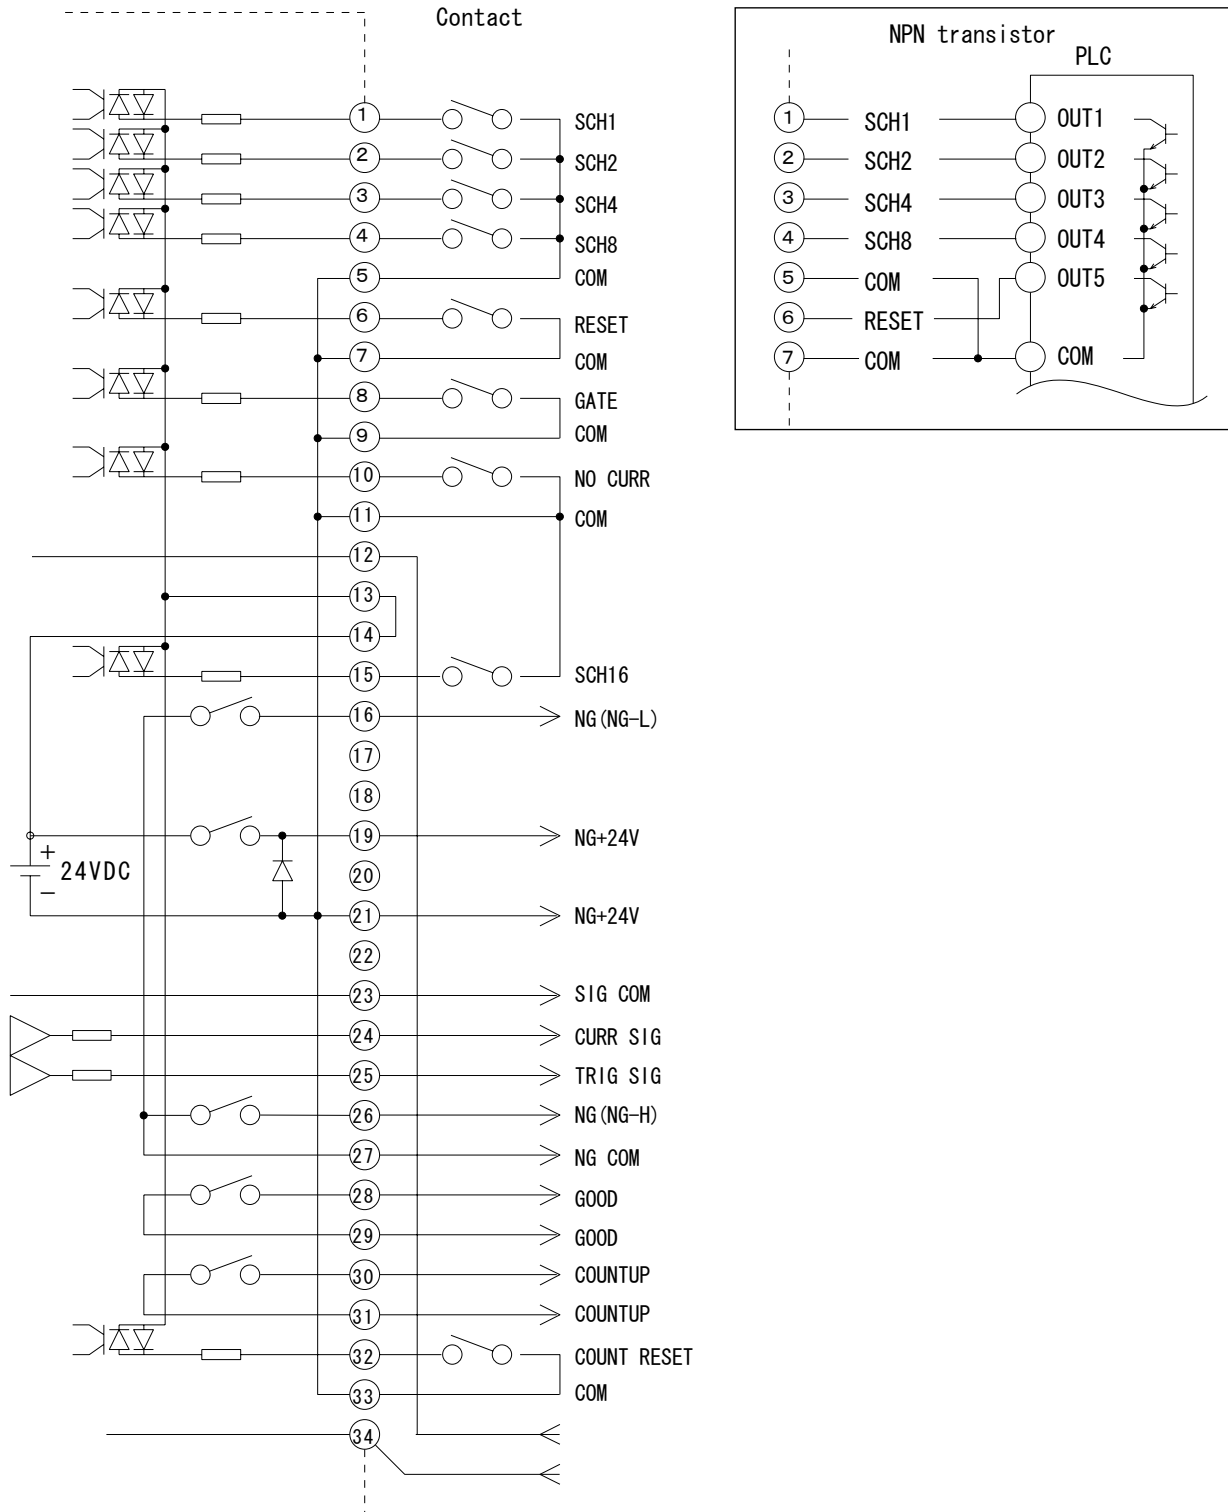 Contact
1 SCH1
2 SCH2
3 SCH4
4 SCH8
5 COM
6 RESET
7 COM
8 GATE
9 COM
10 NO CURR
11 COM
12
13
14
15 SCH16
16 NG(NG-L)
17
18
19 NG+24V
+
24VDC
20
−
21 NG+24V
22
23 SIG COM
24 CURR SIG
25 TRIG SIG
26 NG(NG-H)
27 NG COM
28 GOOD
29 GOOD
30 COUNTUP
31 COUNTUP
32 COUNT RESET
33 COM
34
NPN transistor
PLC
1 SCH1 OUT1
2 SCH2 OUT2
3 SCH4 OUT3
4 SCH8 OUT4
5 COM OUT5
6 RESET
7 COM COM